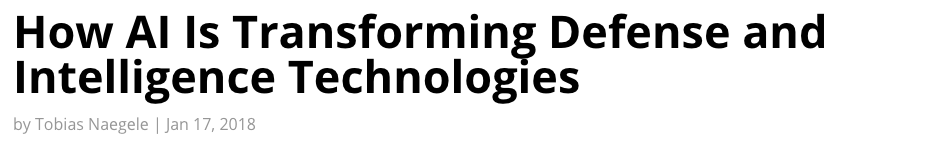 How AI Is Transforming Defense and
Intelligence Technologies
by Tobias Naegele | Jan 17, 2018